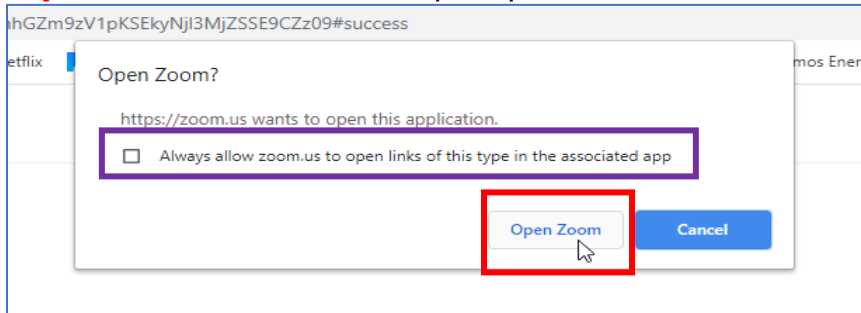 hGZm9zV1pKSEkyNjI3MjZSSE9CZz09#success
etflix
mos Ener
Open Zoom?
https://zoom.us wants to open this application.
Always allow zoom.us to open links of this type in the associated app
Open Zoom
Cancel